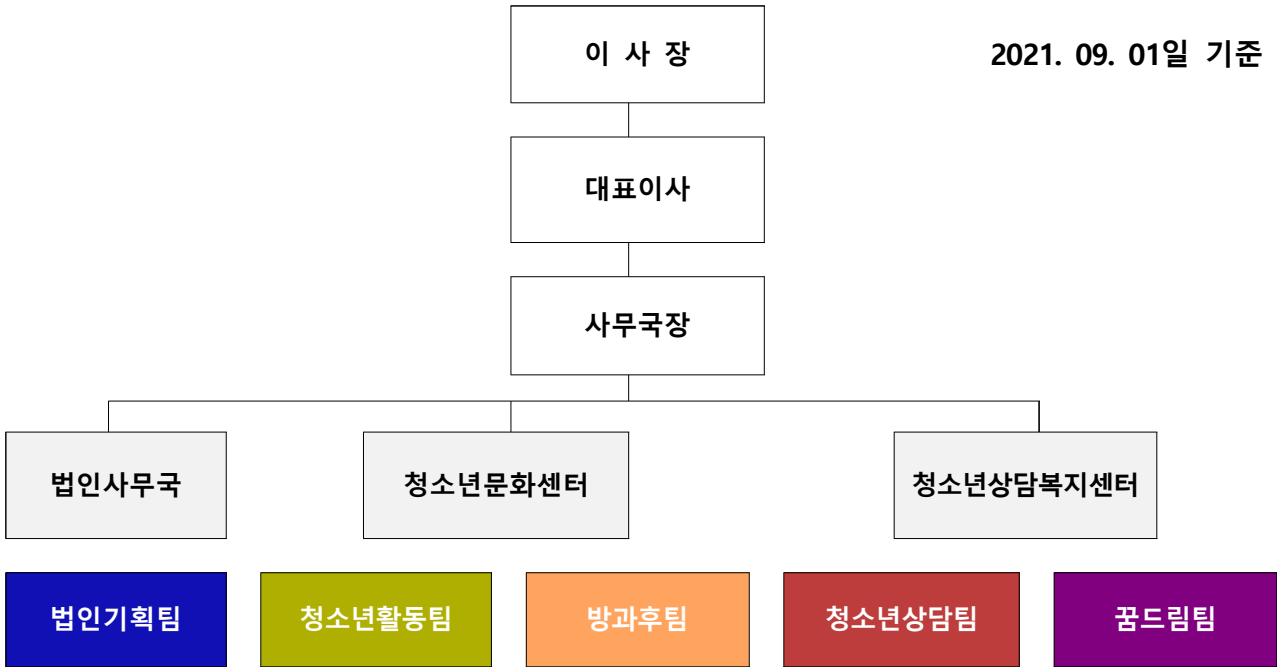 이 사 장
2021. 09. 01일 기준
대표이사
사무국장
법인사무국
청소년문화센터
청소년상담복지센터
법인기획팀
청소년활동팀
방과후팀
청소년상담팀
꿈드림팀